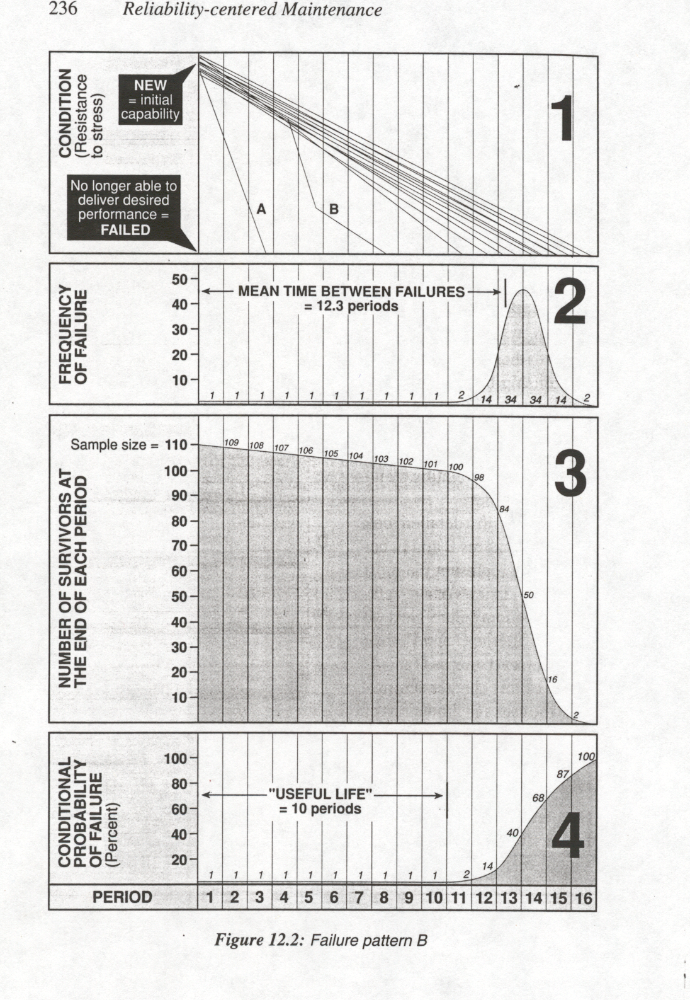 236 Reliability-centered Maintenance
CONDITION
(Resistance
to stress)
NEW
= initial
capability
No longer able to
deliver desired
performance =
FAILED
A
B
1
FREQUENCY
OF FAILURE
50
40
30
20
10
MEAN TIME BETWEEN FAILURES
= 12.3 periods
2
1 1 1 1 1 1 1 1 1 1 2 14 34 34 14 2
NUMBER OF SURVIVORS AT
THE END OF EACH PERIOD
Sample size = 110
100
90
80
70
60
50
40
30
20
10
109 108 107 106 105 104 103 102 101 100 98 84 50 16 2
3
CONDITIONAL
PROBABILITY
OF FAILURE
(Percent)
100
80
60
40
20
"USEFUL LIFE"
= 10 periods
1 1 1 1 1 1 1 1 1 1 2 14 40 68 87 100
4
PERIOD 1 2 3 4 5 6 7 8 9 10 11 12 13 14 15 16
Figure 12.2: Failure pattern B